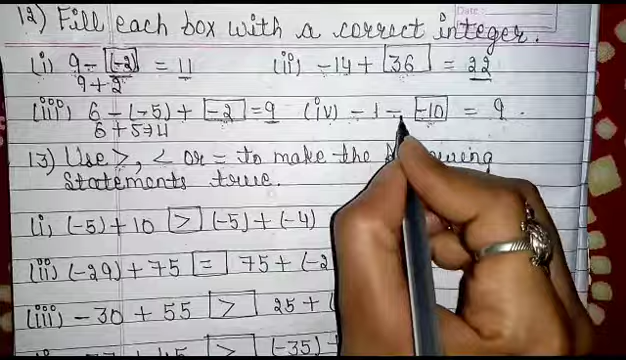 12) Fill each box with a correct integer.
(i) 9 - (-2) = 11 (ii) -14 + 36 = 22
9+2
(iii) 6 - (-5) + -2 = 9 (iv) -1 - -10 = 9.
6 + 5 → 11
13) Use >, < or = to make the
Statements true.
(i) (-5) + 10 > (-5) + (-4)
(ii) (-29) + 75 = 75 + (-2
(iii) -30 + 55 > 25 + (
> (-35)